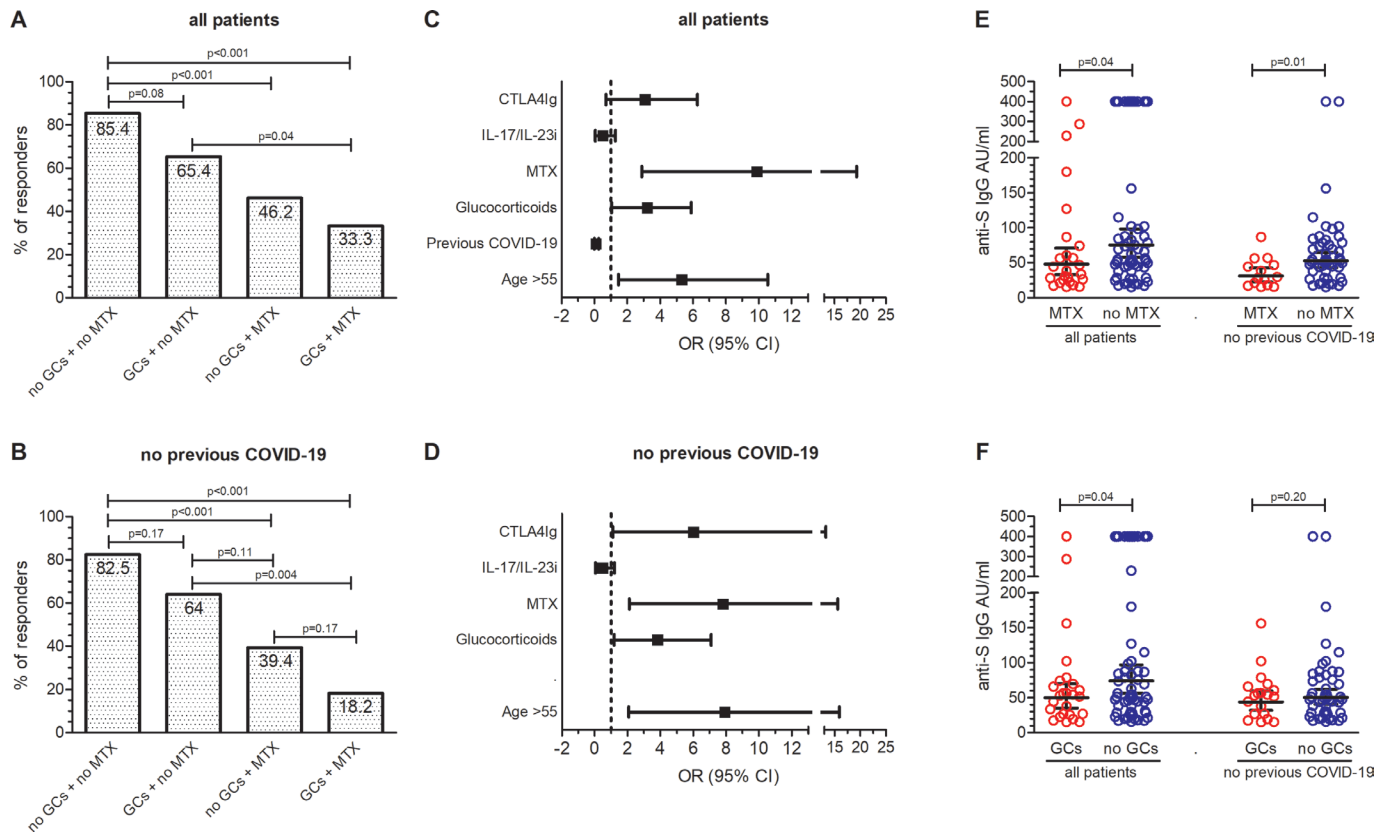 A
all patients
p<0.001
p<0.001
p=0.08
p=0.04
100
80
60
40
20
0
% of responders
85.4
65.4
46.2
33.3
no GCs + no MTX
GCs + no MTX
no GCs + MTX
GCs + MTX
C
all patients
CTLA4Ig
IL-17/IL-23i
MTX
Glucocorticoids
Previous COVID-19
Age >55
-2 0 2 4 6 8 10 12 15 20 25
OR (95% CI)
E
p=0.04
p=0.01
500
400
300
200
200
150
100
50
0
anti-S IgG AU/ml
MTX no MTX . MTX no MTX
all patients no previous COVID-19
B
no previous COVID-19
p<0.001
p<0.001
p=0.17
p=0.11
p=0.004
p=0.17
100
80
60
40
20
0
% of responders
82.5
64
39.4
18.2
no GCs + no MTX
GCs + no MTX
no GCs + MTX
GCs + MTX
D
no previous COVID-19
CTLA4Ig
IL-17/IL-23i
MTX
Glucocorticoids
.
Age >55
-2 0 2 4 6 8 10 12 15 20 25
OR (95% CI)
F
p=0.04
p=0.20
500
400
300
200
200
150
100
50
0
anti-S IgG AU/ml
GCs no GCs . GCs no GCs
all patients no previous COVID-19